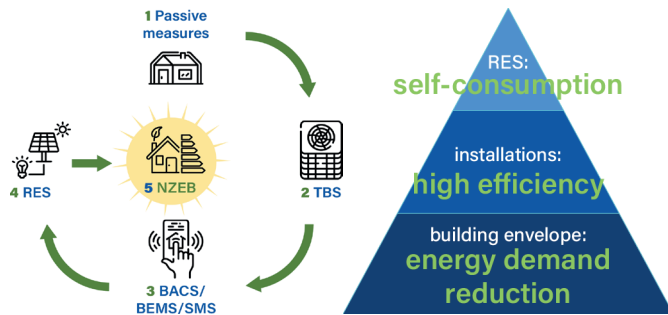 1 Passive
measures
2 TBS
3 BACS/
BEMS/SMS
4 RES
5 NZEB
RES:
self-consumption
installations:
high efficiency
building envelope:
energy demand
reduction